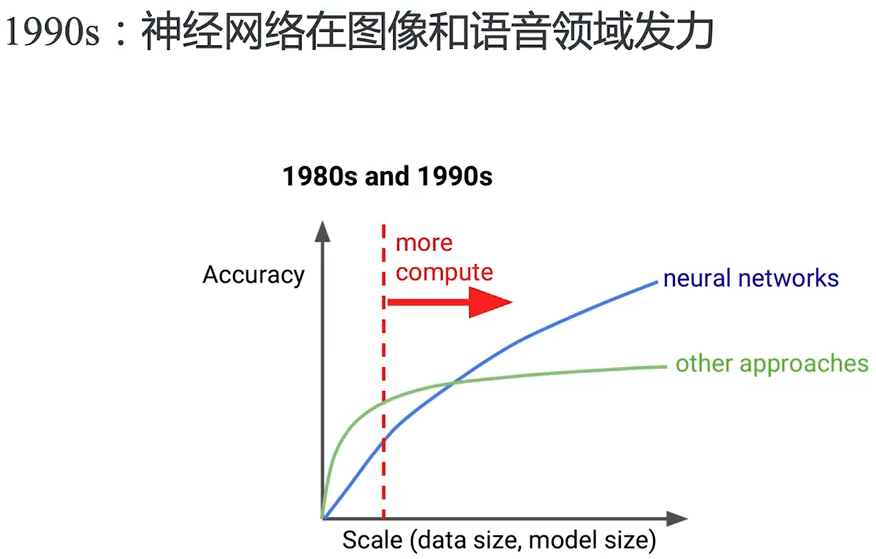 1990s：神经网络在图像和语音领域发力
1980s and 1990s
more
compute
Accuracy
neural networks
other approaches
Scale (data size, model size)